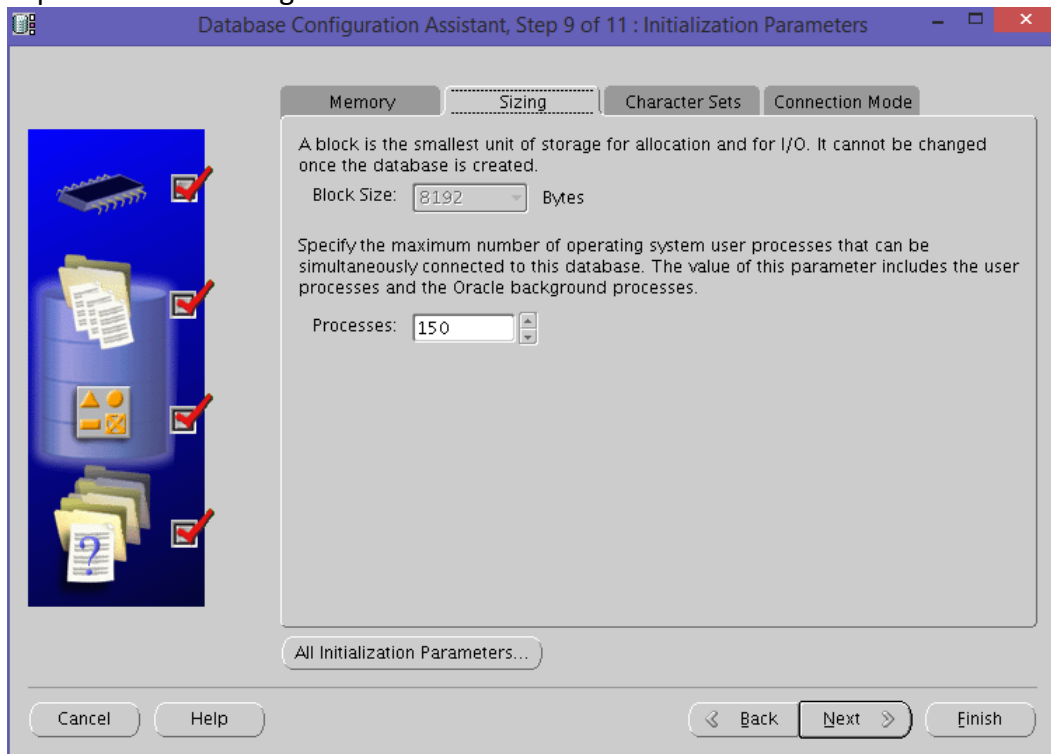 Database Configuration Assistant, Step 9 of 11 : Initialization Parameters
Memory
Sizing
Character Sets
Connection Mode
A block is the smallest unit of storage for allocation and for I/O. It cannot be changed
once the database is created.
Block Size: 8192 Bytes
Specify the maximum number of operating system user processes that can be
simultaneously connected to this database. The value of this parameter includes the user
processes and the Oracle background processes.
Processes: 150
?
All Initialization Parameters...
Cancel
Help
Back
Next
Finish